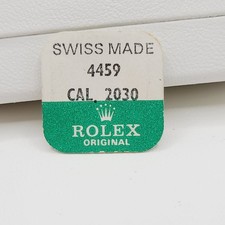 SWISS MADE
4459
CAL. 2030
ROLEX
ORIGINAL